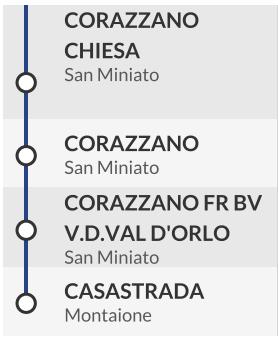 CORAZZANO
CHIESA
San Miniato
CORAZZANO
San Miniato
CORAZZANO FR BV
V.D.VAL D'ORLO
San Miniato
CASASTRADA
Montaione